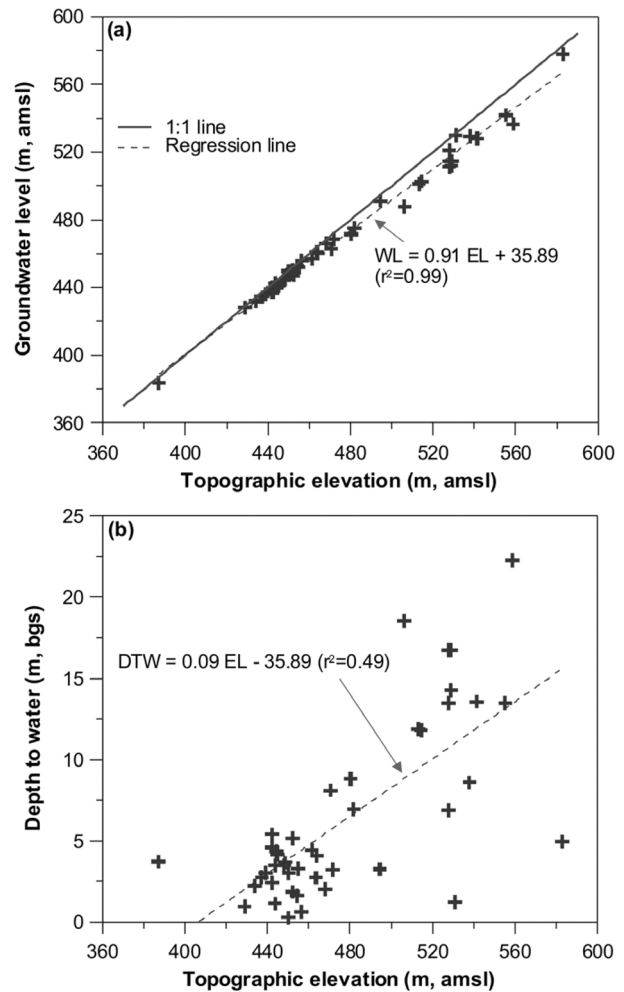 (a)
600
560
520
480
440
400
360
Groundwater level (m, amsl)
1:1 line
Regression line
WL = 0.91 EL + 35.89
(r²=0.99)
360 400 440 480 520 560 600
Topographic elevation (m, amsl)
(b)
25
20
15
10
5
0
Depth to water (m, bgs)
DTW = 0.09 EL - 35.89 (r²=0.49)
360 400 440 480 520 560 600
Topographic elevation (m, amsl)